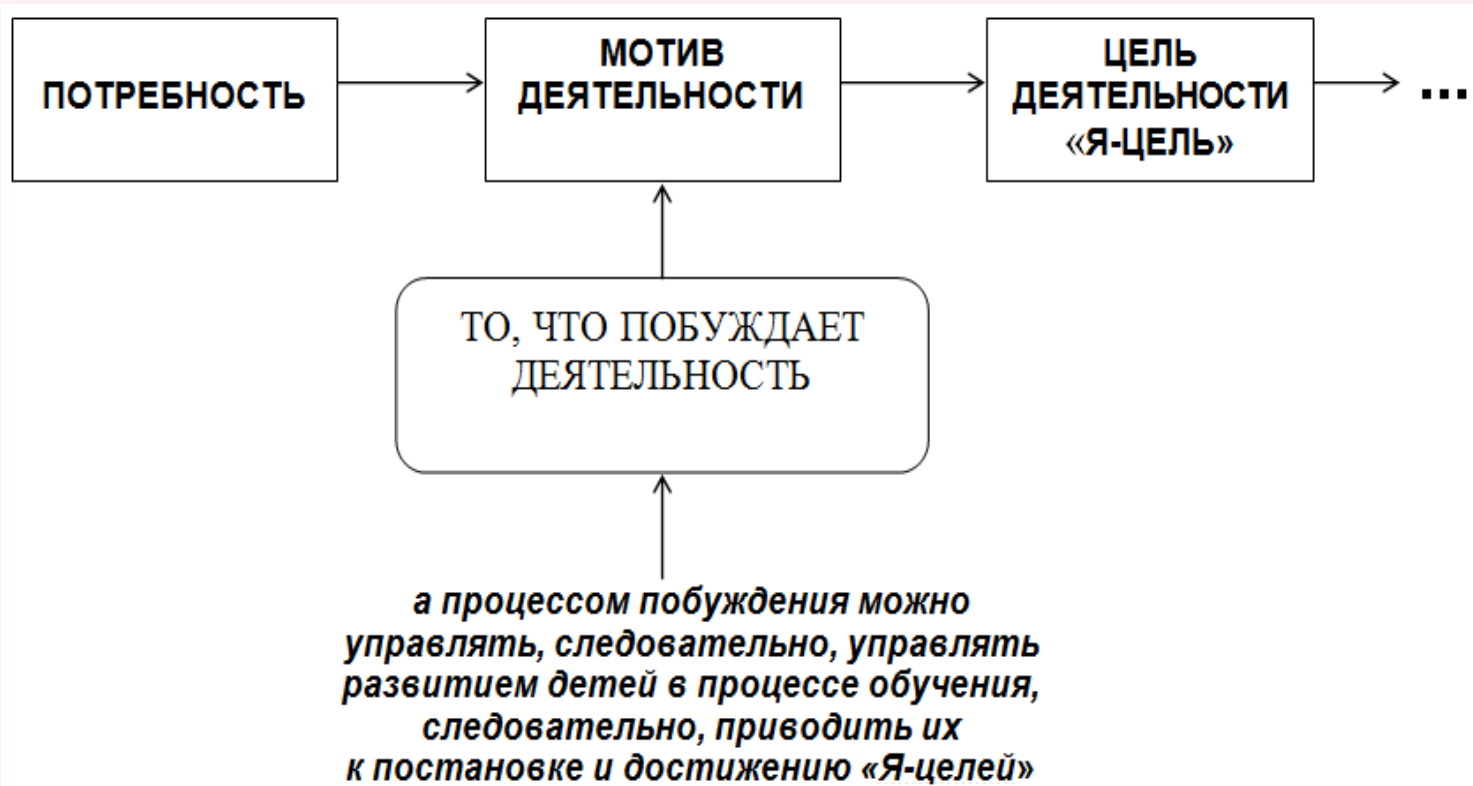 ПОТРЕБНОСТЬ
МОТИВ
ДЕЯТЕЛЬНОСТИ
ЦЕЛЬ
ДЕЯТЕЛЬНОСТИ
«Я-ЦЕЛЬ»
...
ТО, ЧТО ПОБУЖДАЕТ
ДЕЯТЕЛЬНОСТЬ
а процессом побуждения можно
управлять, следовательно, управлять
развитием детей в процессе обучения,
следовательно, приводить их
к постановке и достижению «Я-целей»